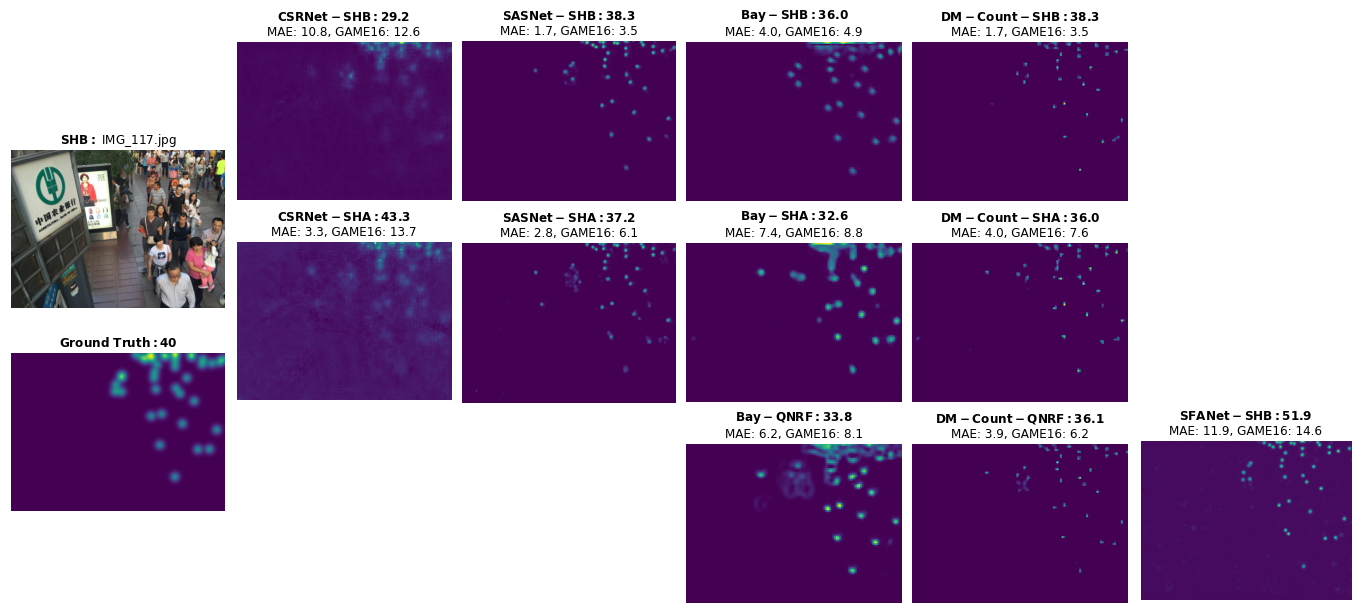 CSRNet − SHB: 29.2
MAE: 10.8, GAME16: 12.6
SASNet − SHB: 38.3
MAE: 1.7, GAME16: 3.5
Bay − SHB: 36.0
MAE: 4.0, GAME16: 4.9
DM − Count − SHB: 38.3
MAE: 1.7, GAME16: 3.5
SHB: IMG_117.jpg
中国农业银行
CSRNet − SHA: 43.3
MAE: 3.3, GAME16: 13.7
SASNet − SHA: 37.2
MAE: 2.8, GAME16: 6.1
Bay − SHA: 32.6
MAE: 7.4, GAME16: 8.8
DM − Count − SHA: 36.0
MAE: 4.0, GAME16: 7.6
Ground Truth: 40
Bay − QNRF: 33.8
MAE: 6.2, GAME16: 8.1
DM − Count − QNRF: 36.1
MAE: 3.9, GAME16: 6.2
SFANet − SHB: 51.9
MAE: 11.9, GAME16: 14.6